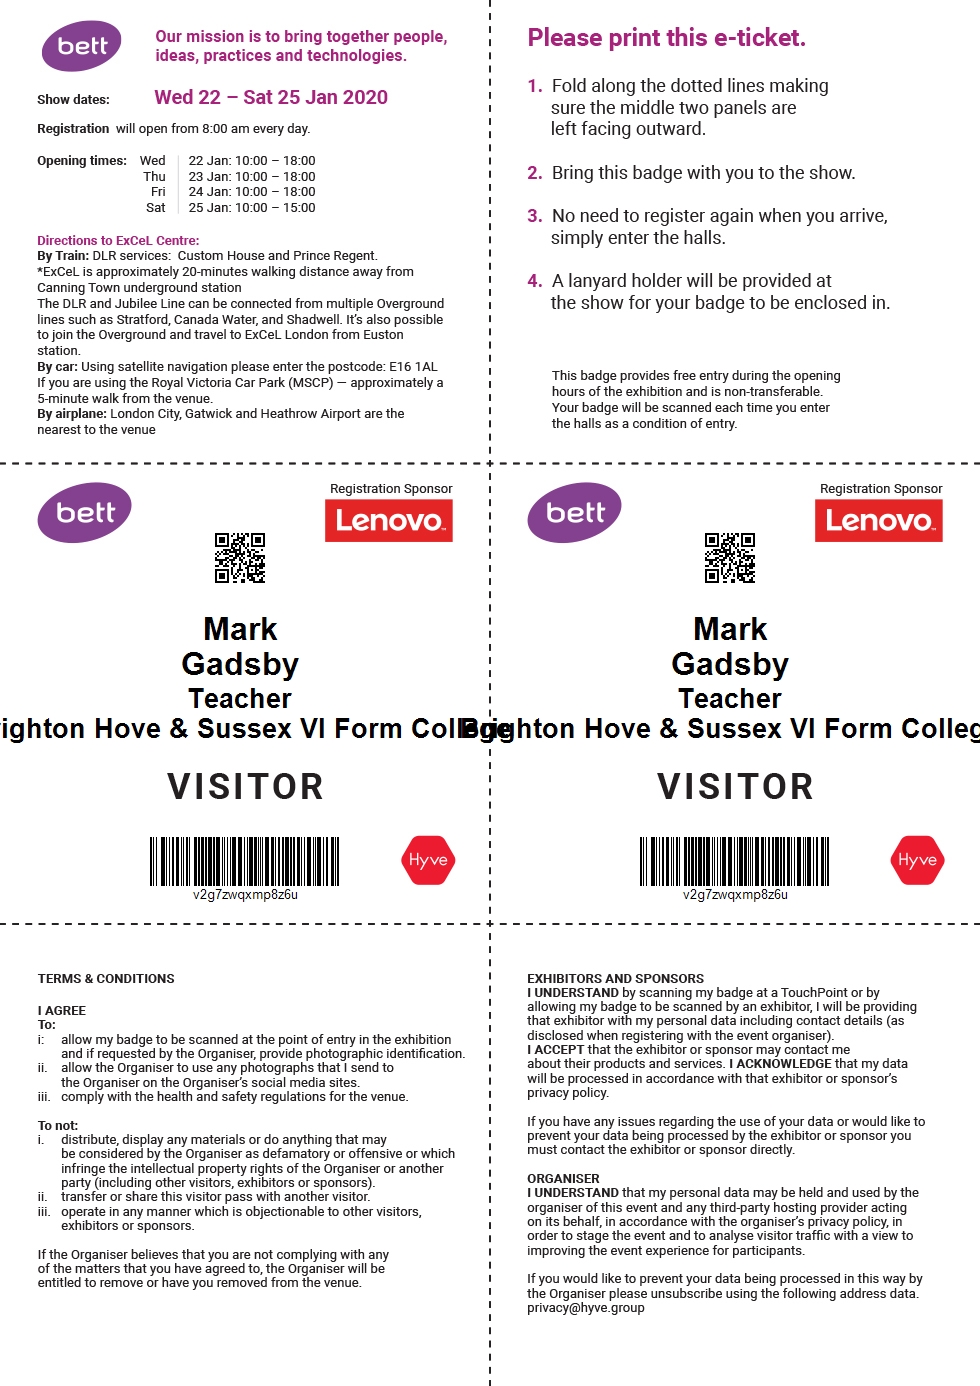 bett
Our mission is to bring together people,
ideas, practices and technologies.
Show dates: Wed 22 – Sat 25 Jan 2020
Registration will open from 8:00 am every day.
Opening times: Wed 22 Jan: 10:00 – 18:00
Thu 23 Jan: 10:00 – 18:00
Fri 24 Jan: 10:00 – 18:00
Sat 25 Jan: 10:00 – 15:00
Directions to ExCeL Centre:
By Train: DLR services: Custom House and Prince Regent.
*ExCeL is approximately 20-minutes walking distance away from
Canning Town underground station
The DLR and Jubilee Line can be connected from multiple Overground
lines such as Stratford, Canada Water, and Shadwell. It’s also possible
to join the Overground and travel to ExCeL London from Euston
station.
By car: Using satellite navigation please enter the postcode: E16 1AL
If you are using the Royal Victoria Car Park (MSCP) — approximately a
5-minute walk from the venue.
By airplane: London City, Gatwick and Heathrow Airport are the
nearest to the venue
Please print this e-ticket.
1. Fold along the dotted lines making
sure the middle two panels are
left facing outward.
2. Bring this badge with you to the show.
3. No need to register again when you arrive,
simply enter the halls.
4. A lanyard holder will be provided at
the show for your badge to be enclosed in.
This badge provides free entry during the opening
hours of the exhibition and is non-transferable.
Your badge will be scanned each time you enter
the halls as a condition of entry.
bett
Registration Sponsor
Lenovo
Mark
Gadsby
Teacher
righton Hove & Sussex VI Form College
VISITOR
v2g7zwqxmp8z6u
Hyve
bett
Registration Sponsor
Lenovo
Mark
Gadsby
Teacher
Brighton Hove & Sussex VI Form Colleg
VISITOR
v2g7zwqxmp8z6u
Hyve
TERMS & CONDITIONS
I AGREE
To:
i: allow my badge to be scanned at the point of entry in the exhibition
and if requested by the Organiser, provide photographic identification.
ii. allow the Organiser to use any photographs that I send to
the Organiser on the Organiser’s social media sites.
iii. comply with the health and safety regulations for the venue.
To not:
i. distribute, display any materials or do anything that may
be considered by the Organiser as defamatory or offensive or which
infringe the intellectual property rights of the Organiser or another
party (including other visitors, exhibitors or sponsors).
ii. transfer or share this visitor pass with another visitor.
iii. operate in any manner which is objectionable to other visitors,
exhibitors or sponsors.
If the Organiser believes that you are not complying with any
of the matters that you have agreed to, the Organiser will be
entitled to remove or have you removed from the venue.
EXHIBITORS AND SPONSORS
I UNDERSTAND by scanning my badge at a TouchPoint or by
allowing my badge to be scanned by an exhibitor, I will be providing
that exhibitor with my personal data including contact details (as
disclosed when registering with the event organiser).
I ACCEPT that the exhibitor or sponsor may contact me
about their products and services. I ACKNOWLEDGE that my data
will be processed in accordance with that exhibitor or sponsor’s
privacy policy.
If you have any issues regarding the use of your data or would like to
prevent your data being processed by the exhibitor or sponsor you
must contact the exhibitor or sponsor directly.
ORGANISER
I UNDERSTAND that my personal data may be held and used by the
organiser of this event and any third-party hosting provider acting
on its behalf, in accordance with the organiser’s privacy policy, in
order to stage the event and to analyse visitor traffic with a view to
improving the event experience for participants.
If you would like to prevent your data being processed in this way by
the Organiser please unsubscribe using the following address data.
privacy@hyve.group